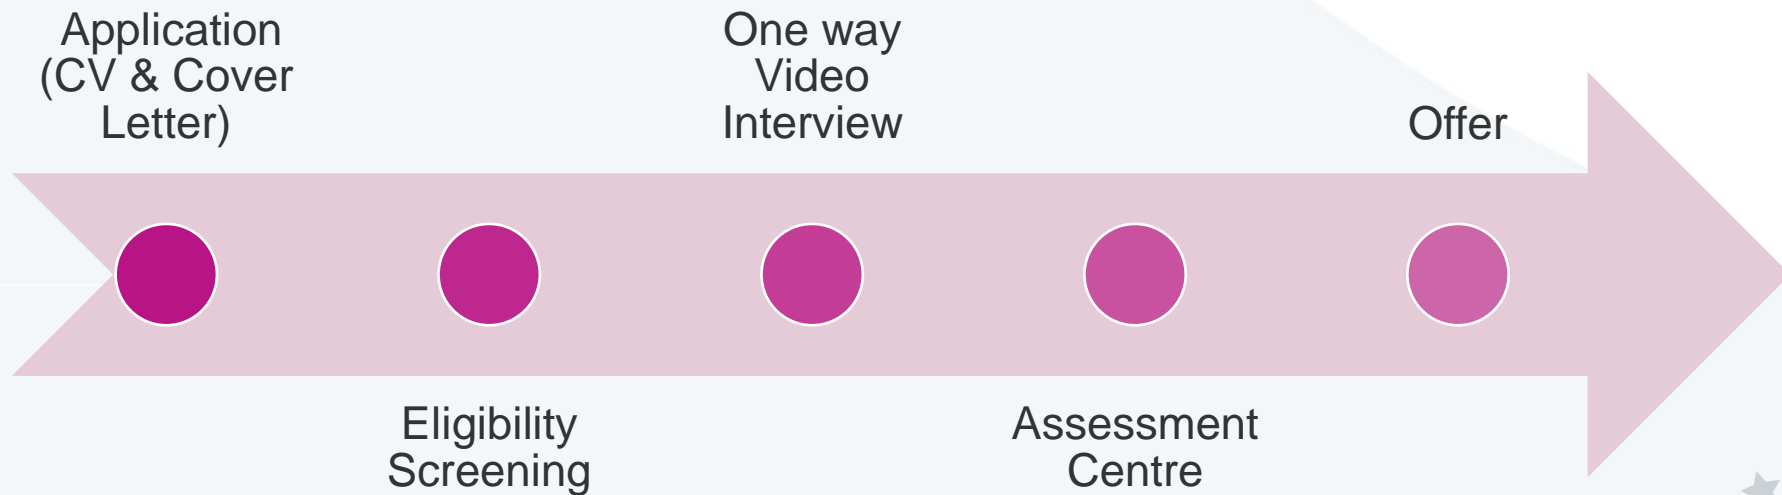 Application
(CV & Cover
Letter)
Eligibility
Screening
One way
Video
Interview
Assessment
Centre
Offer